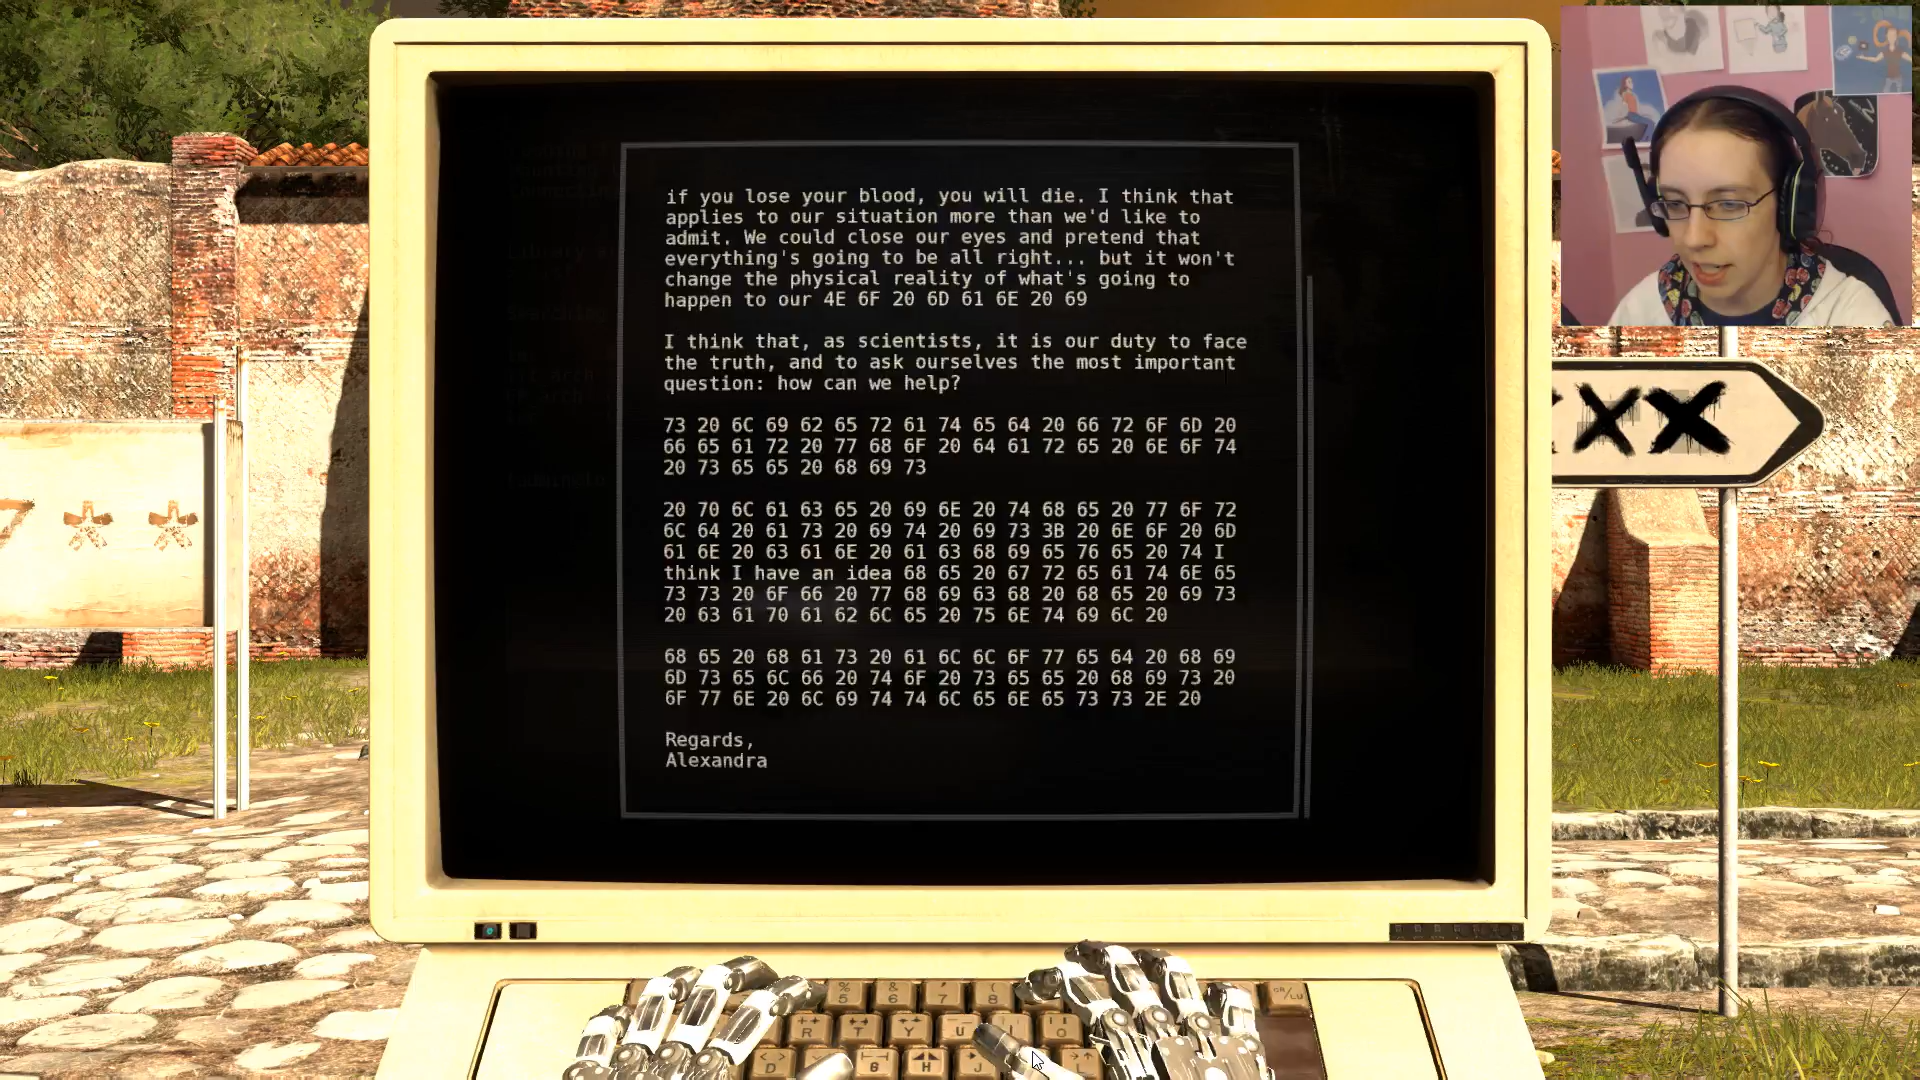 if you lose your blood, you will die. I think that
applies to our situation more than we'd like to
admit. We could close our eyes and pretend that
everything's going to be all right... but it won't
change the physical reality of what's going to
happen to our 4E 6F 20 6D 61 6E 20 69
I think that, as scientists, it is our duty to face
the truth, and to ask ourselves the most important
question: how can we help?
73 20 6C 69 62 65 72 61 74 65 64 20 66 72 6F 6D 20
66 65 61 72 20 77 68 6F 20 64 61 72 65 20 6E 6F 74
20 73 65 65 20 68 69 73
20 70 6C 61 63 65 20 69 6E 20 74 68 65 20 77 6F 72
6C 64 20 61 73 20 69 74 20 69 73 3B 20 6E 6F 20 6D
61 6E 20 63 61 6E 20 61 63 68 69 65 76 65 20 74 I
think I have an idea 68 65 20 67 72 65 61 74 6E 65
73 73 20 6F 66 20 77 68 69 63 68 20 68 65 20 69 73
20 63 61 70 61 62 6C 65 20 75 6E 74 69 6C 20
68 65 20 68 61 73 20 61 6C 6C 6F 77 65 64 20 68 69
6D 73 65 6C 66 20 74 6F 20 73 65 65 20 68 69 73 20
6F 77 6E 20 6C 69 74 74 6C 65 6E 65 73 73 2E 20
Regards,
Alexandra
XX
7 * *
% 5 & 6 ' 7 ( 8
R T Y U
D G H J L